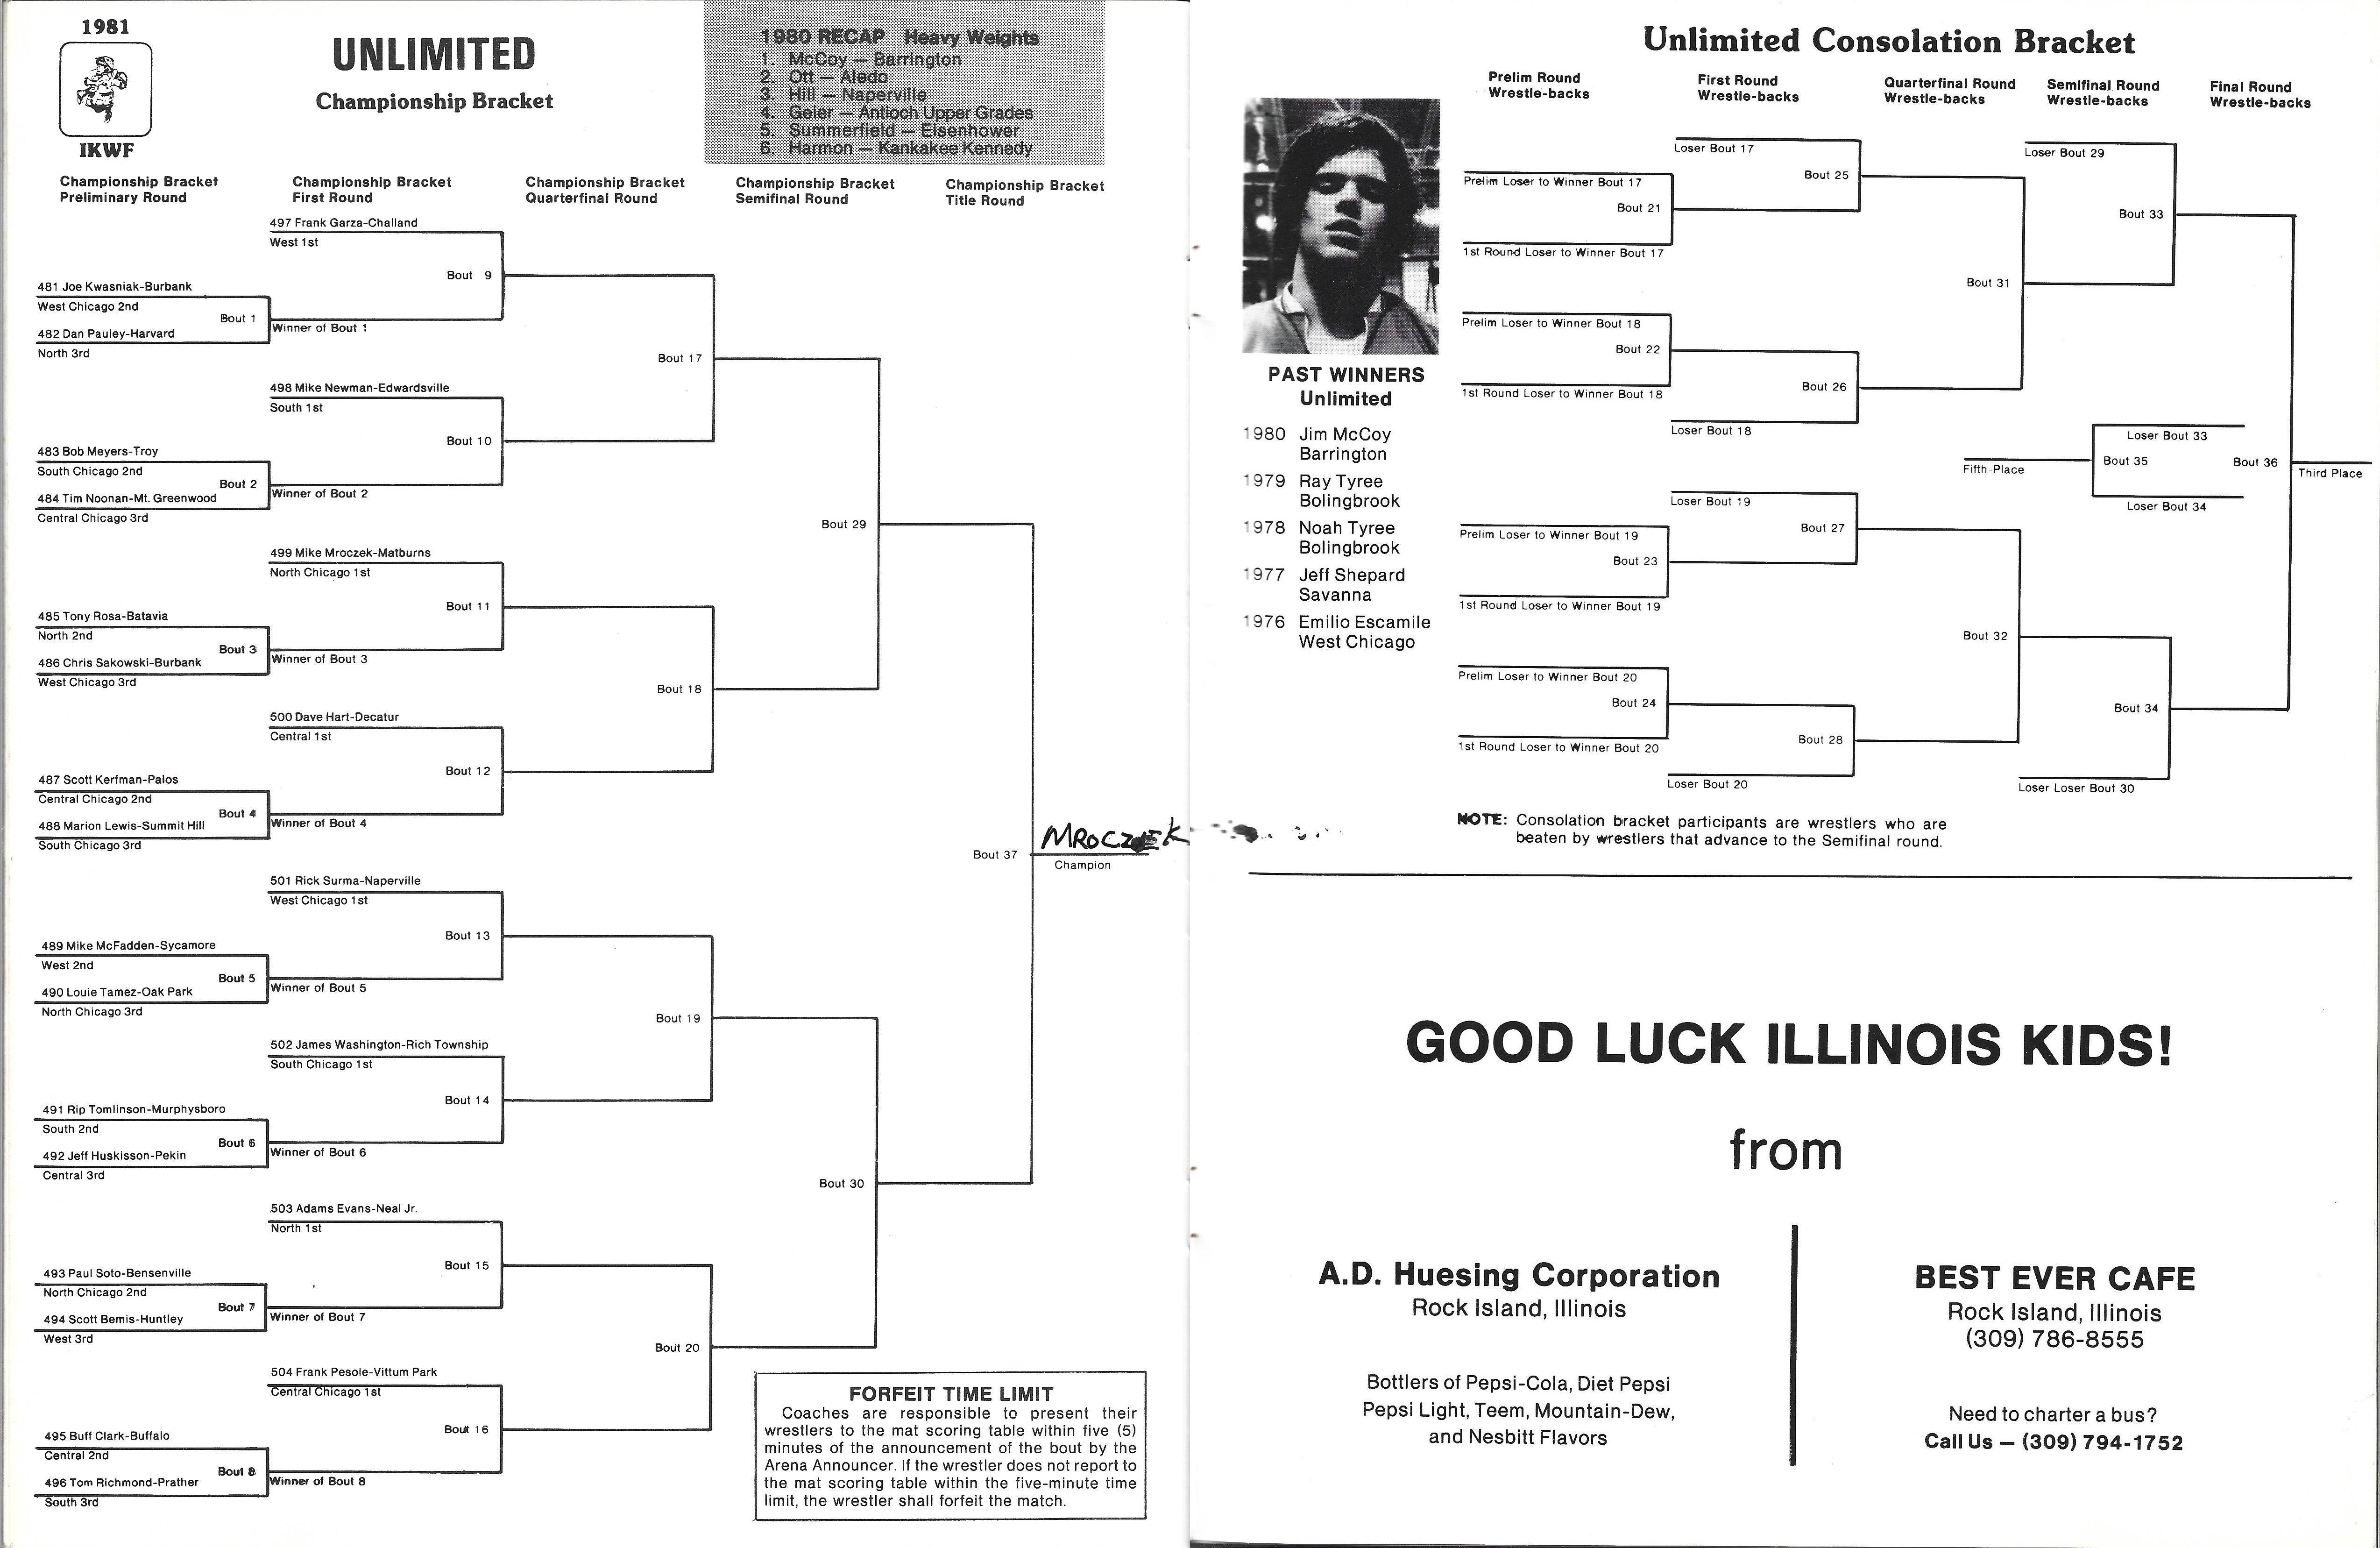 1981
IKWF
UNLIMITED
Championship Bracket
1980 RECAP Heavy Weights
1. McCoy — Barrington
2. Ott — Aledo
3. Hill — Naperville
4. Geier — Antioch Upper Grades
5. Summerfield — Eisenhower
6. Harmon — Kankakee Kennedy
Championship Bracket
Preliminary Round
Championship Bracket
First Round
Championship Bracket
Quarterfinal Round
Championship Bracket
Semifinal Round
Championship Bracket
Title Round
497 Frank Garza-Challand
West 1st
Bout 9
481 Joe Kwasniak-Burbank
West Chicago 2nd
Bout 1
482 Dan Pauley-Harvard
North 3rd
Winner of Bout 1
Bout 17
498 Mike Newman-Edwardsville
South 1st
Bout 10
483 Bob Meyers-Troy
South Chicago 2nd
Bout 2
484 Tim Noonan-Mt. Greenwood
Central Chicago 3rd
Winner of Bout 2
Bout 29
499 Mike Mroczek-Matburns
North Chicago 1st
Bout 11
485 Tony Rosa-Batavia
North 2nd
Bout 3
486 Chris Sakowski-Burbank
West Chicago 3rd
Winner of Bout 3
Bout 18
500 Dave Hart-Decatur
Central 1st
Bout 12
487 Scott Kerfman-Palos
Central Chicago 2nd
Bout 4
488 Marion Lewis-Summit Hill
South Chicago 3rd
Winner of Bout 4
Bout 37
MROCZEK
Champion
501 Rick Surma-Naperville
West Chicago 1st
Bout 13
489 Mike McFadden-Sycamore
West 2nd
Bout 5
490 Louie Tamez-Oak Park
North Chicago 3rd
Winner of Bout 5
Bout 19
502 James Washington-Rich Township
South Chicago 1st
Bout 14
491 Rip Tomlinson-Murphysboro
South 2nd
Bout 6
492 Jeff Huskisson-Pekin
Central 3rd
Winner of Bout 6
Bout 30
503 Adams Evans-Neal Jr.
North 1st
Bout 15
493 Paul Soto-Bensenville
North Chicago 2nd
Bout 7
494 Scott Bemis-Huntley
West 3rd
Winner of Bout 7
Bout 20
504 Frank Pesole-Vittum Park
Central Chicago 1st
Bout 16
495 Buff Clark-Buffalo
Central 2nd
Bout 8
496 Tom Richmond-Prather
South 3rd
Winner of Bout 8
FORFEIT TIME LIMIT
Coaches are responsible to present their
wrestlers to the mat scoring table within five (5)
minutes of the announcement of the bout by the
Arena Announcer. If the wrestler does not report to
the mat scoring table within the five-minute time
limit, the wrestler shall forfeit the match.
Unlimited Consolation Bracket
Prelim Round
Wrestle-backs
First Round
Wrestle-backs
Quarterfinal Round
Wrestle-backs
Semifinal Round
Wrestle-backs
Final Round
Wrestle-backs
PAST WINNERS
Unlimited
1980 Jim McCoy
Barrington
1979 Ray Tyree
Bolingbrook
1978 Noah Tyree
Bolingbrook
1977 Jeff Shepard
Savanna
1976 Emilio Escamile
West Chicago
Loser Bout 17
Bout 25
Prelim Loser to Winner Bout 17
Bout 21
1st Round Loser to Winner Bout 17
Loser Bout 29
Bout 33
Bout 31
Prelim Loser to Winner Bout 18
Bout 22
1st Round Loser to Winner Bout 18
Bout 26
Loser Bout 18
Loser Bout 33
Fifth-Place
Bout 35
Loser Bout 34
Bout 36
Third Place
Loser Bout 19
Bout 27
Prelim Loser to Winner Bout 19
Bout 23
1st Round Loser to Winner Bout 19
Bout 32
Prelim Loser to Winner Bout 20
Bout 24
1st Round Loser to Winner Bout 20
Bout 28
Loser Bout 20
Bout 34
Loser Loser Bout 30
NOTE: Consolation bracket participants are wrestlers who are
beaten by wrestlers that advance to the Semifinal round.
GOOD LUCK ILLINOIS KIDS!
from
A.D. Huesing Corporation
Rock Island, Illinois
Bottlers of Pepsi-Cola, Diet Pepsi
Pepsi Light, Teem, Mountain-Dew,
and Nesbitt Flavors
BEST EVER CAFE
Rock Island, Illinois
(309) 786-8555
Need to charter a bus?
Call Us — (309) 794-1752